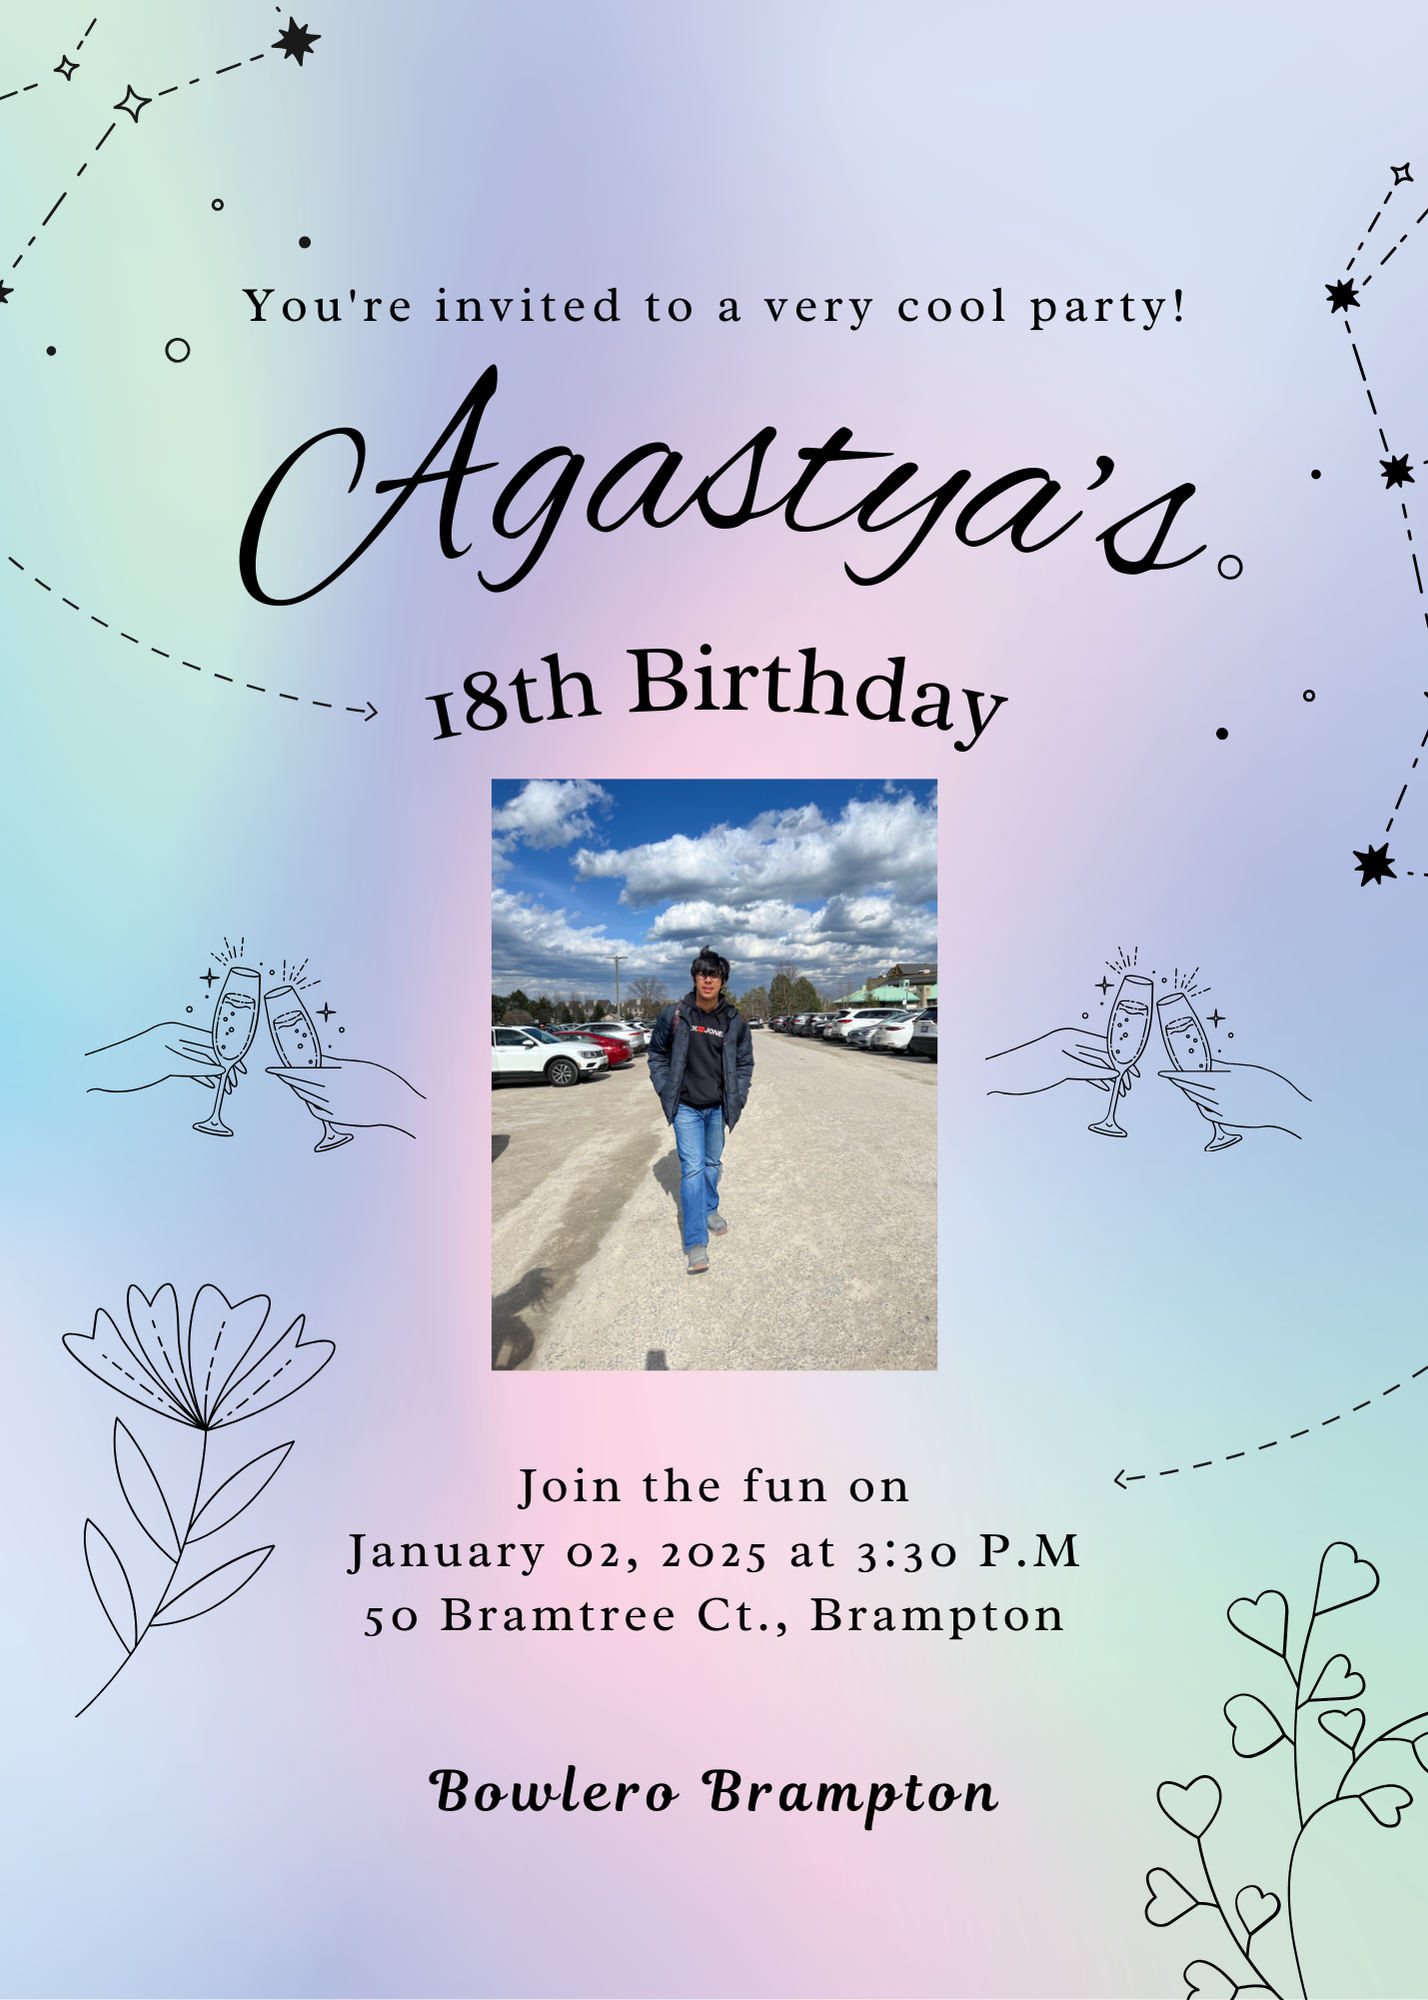 You're invited to a very cool party!
Agastya's
18th Birthday
JONE
Join the fun on
January 02, 2025 at 3:30 P.M
50 Bramtree Ct., Brampton
Bowlero Brampton